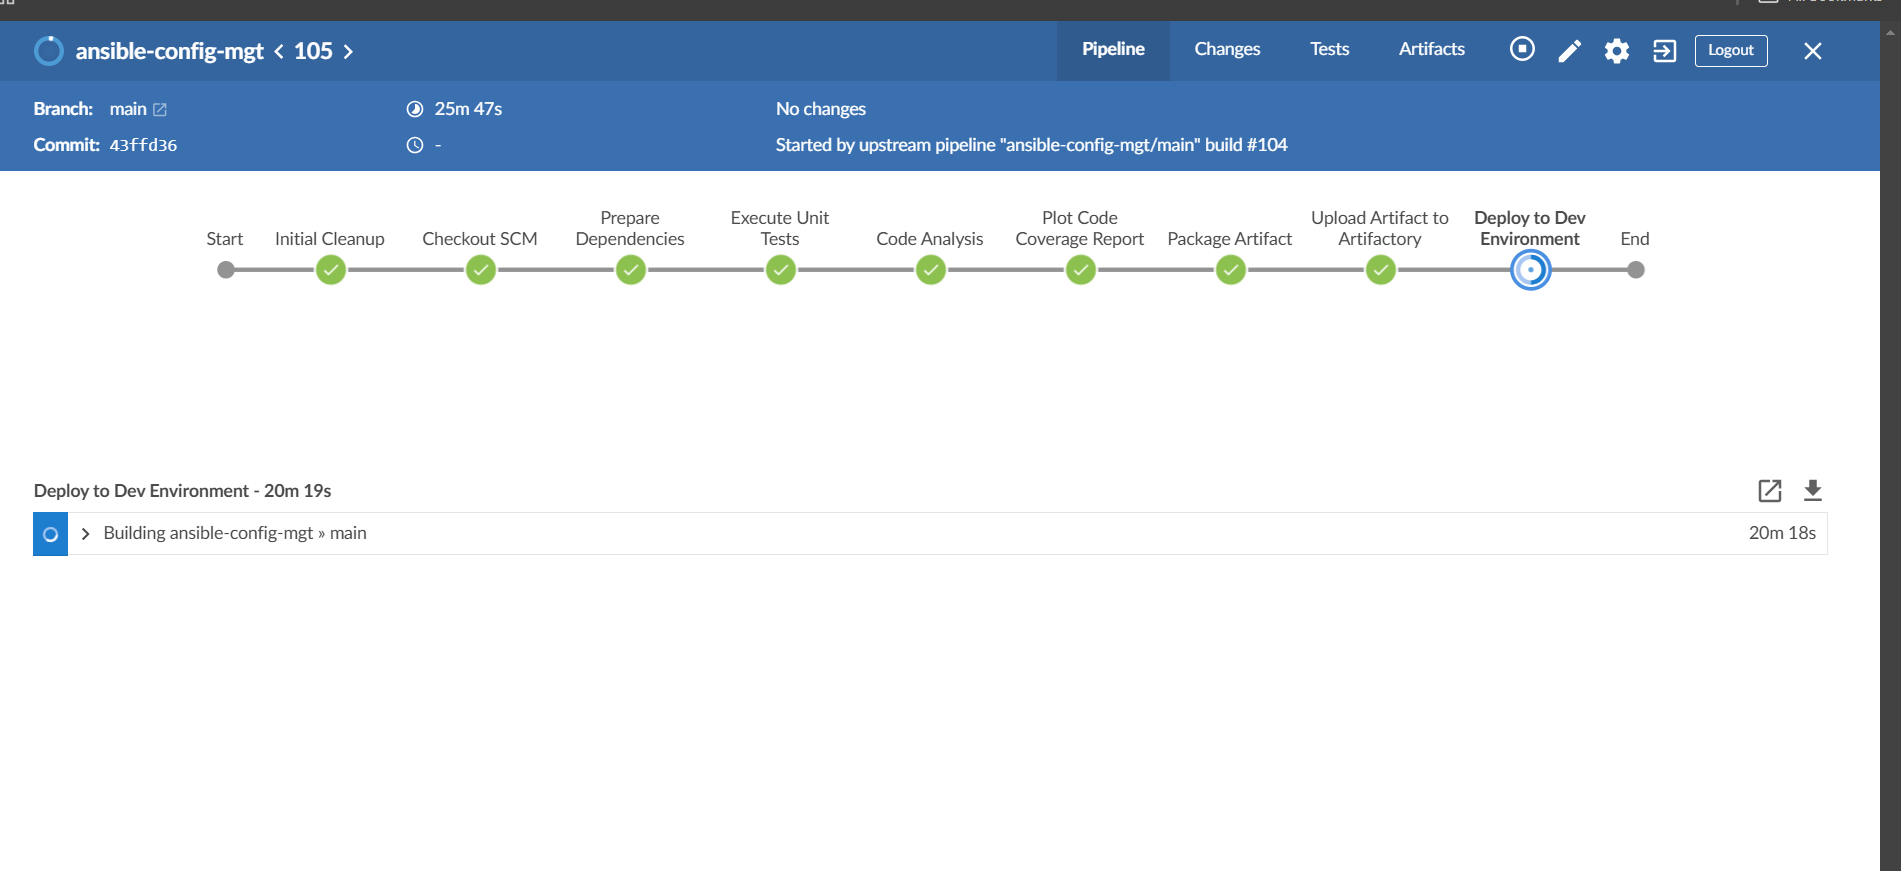 ansible-config-mgt < 105 >
Pipeline
Changes
Tests
Artifacts
Logout
Branch: main
25m 47s
No changes
Commit: 43ffd36
-
Started by upstream pipeline "ansible-config-mgt/main" build #104
Start
Initial Cleanup
Checkout SCM
Prepare
Dependencies
Execute Unit
Tests
Code Analysis
Plot Code
Coverage Report
Package Artifact
Upload Artifact to
Artifactory
Deploy to Dev
Environment
End
Deploy to Dev Environment - 20m 19s
Building ansible-config-mgt » main
20m 18s